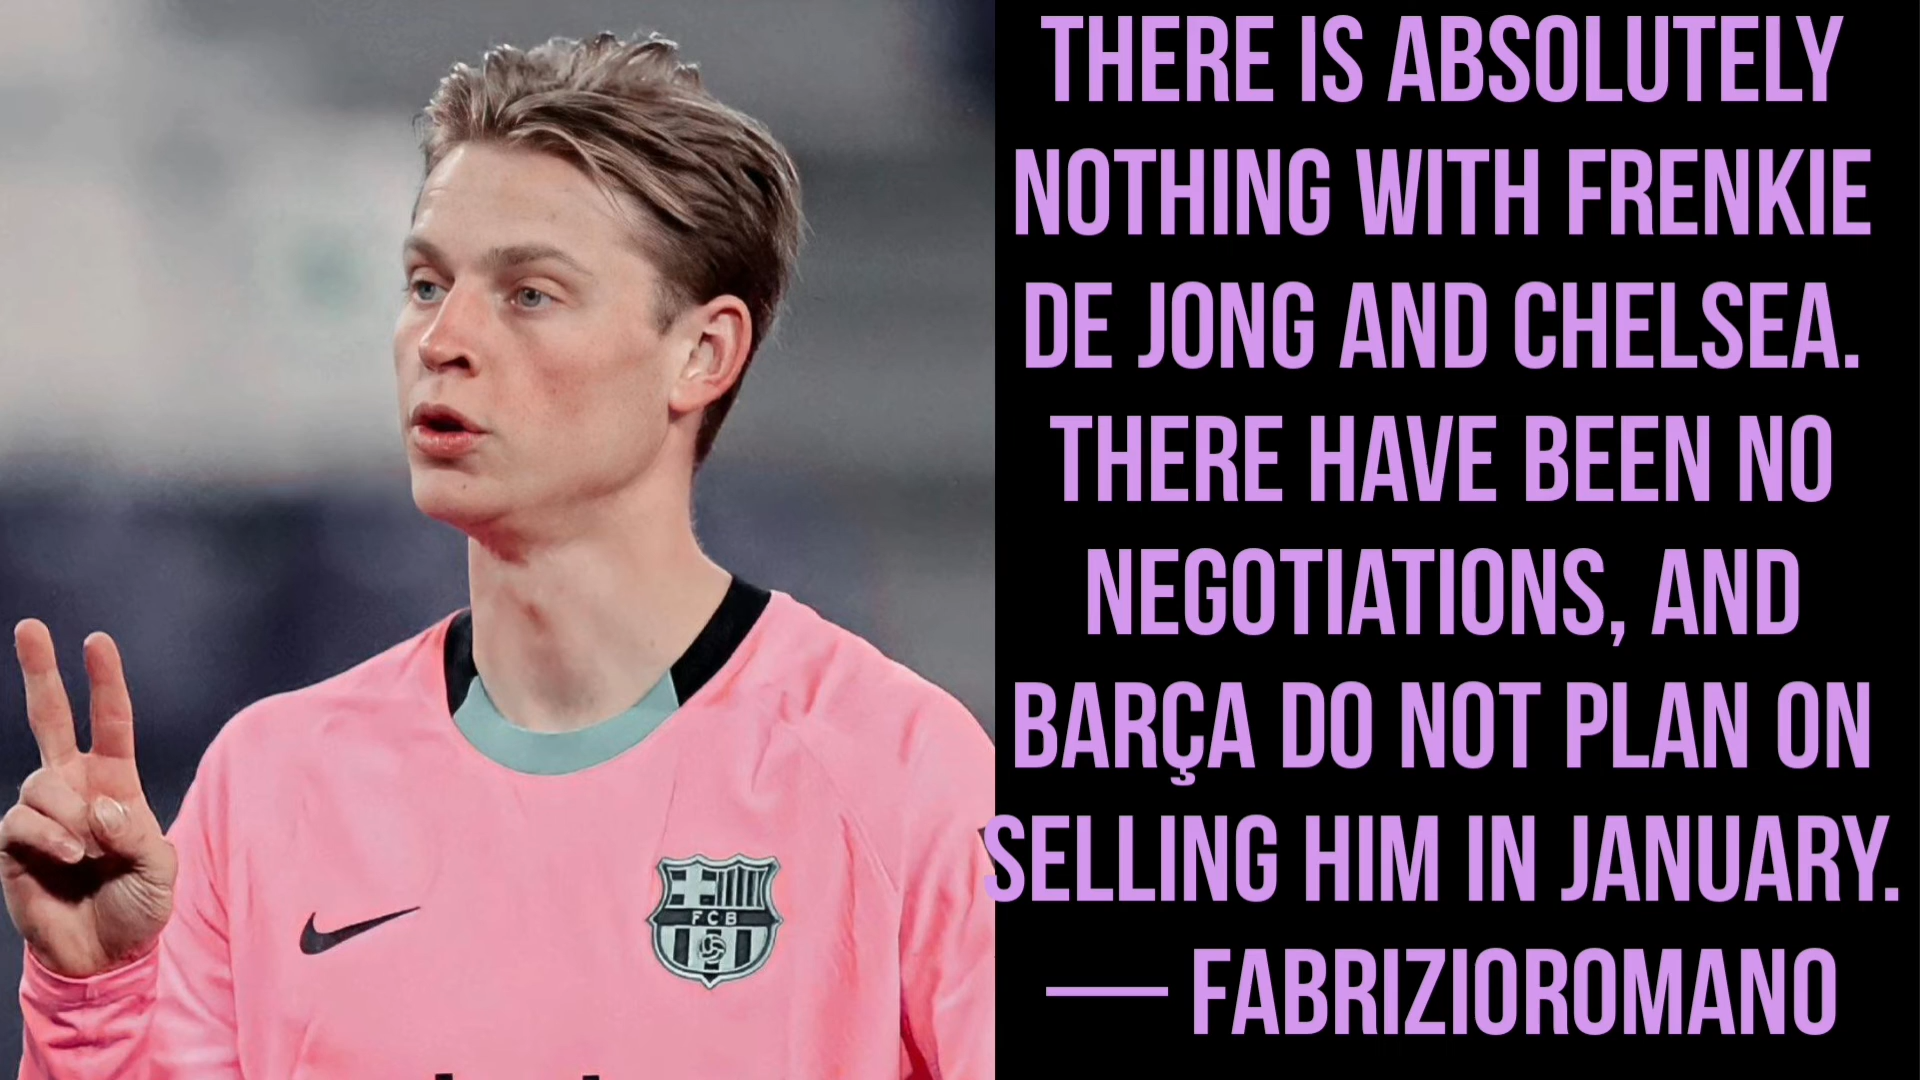 THERE IS ABSOLUTELY
NOTHING WITH FRENKIE
DE JONG AND CHELSEA.
THERE HAVE BEEN NO
NEGOTIATIONS, AND
BARÇA DO NOT PLAN ON
SELLING HIM IN JANUARY.
— FABRIZIOROMANO
FCB